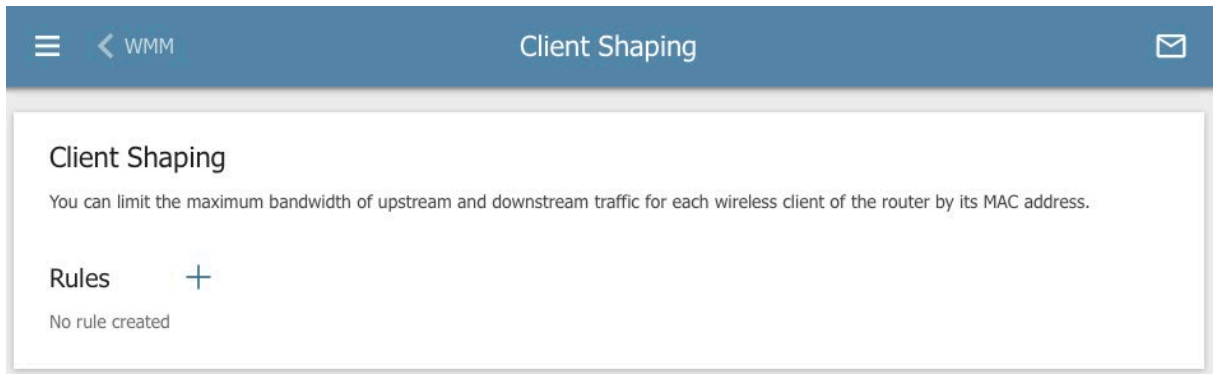 WMM
Client Shaping
Client Shaping
You can limit the maximum bandwidth of upstream and downstream traffic for each wireless client of the router by its MAC address.
Rules
No rule created